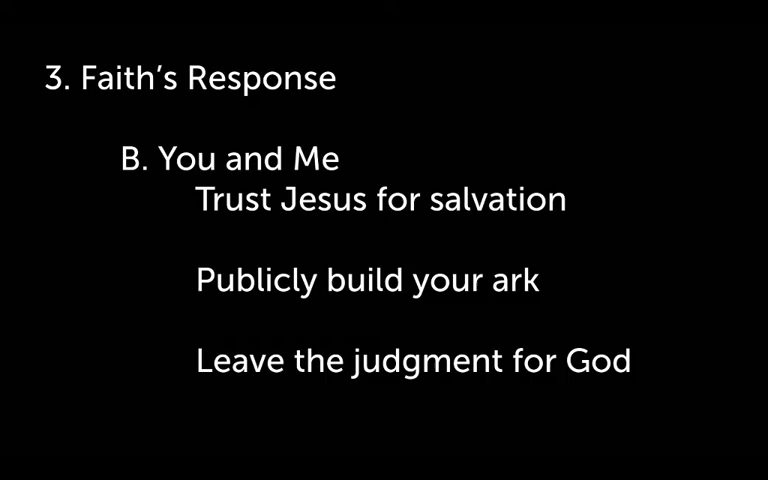 3. Faith's Response
B. You and Me
Trust Jesus for salvation
Publicly build your ark
Leave the judgment for God